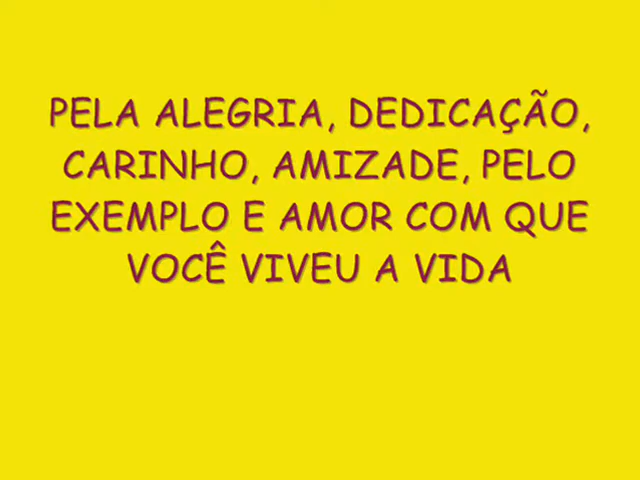 PELA ALEGRIA, DEDICAÇÃO,
CARINHO, AMIZADE, PELO
EXEMPLO E AMOR COM QUE
VOCÊ VIVEU A VIDA